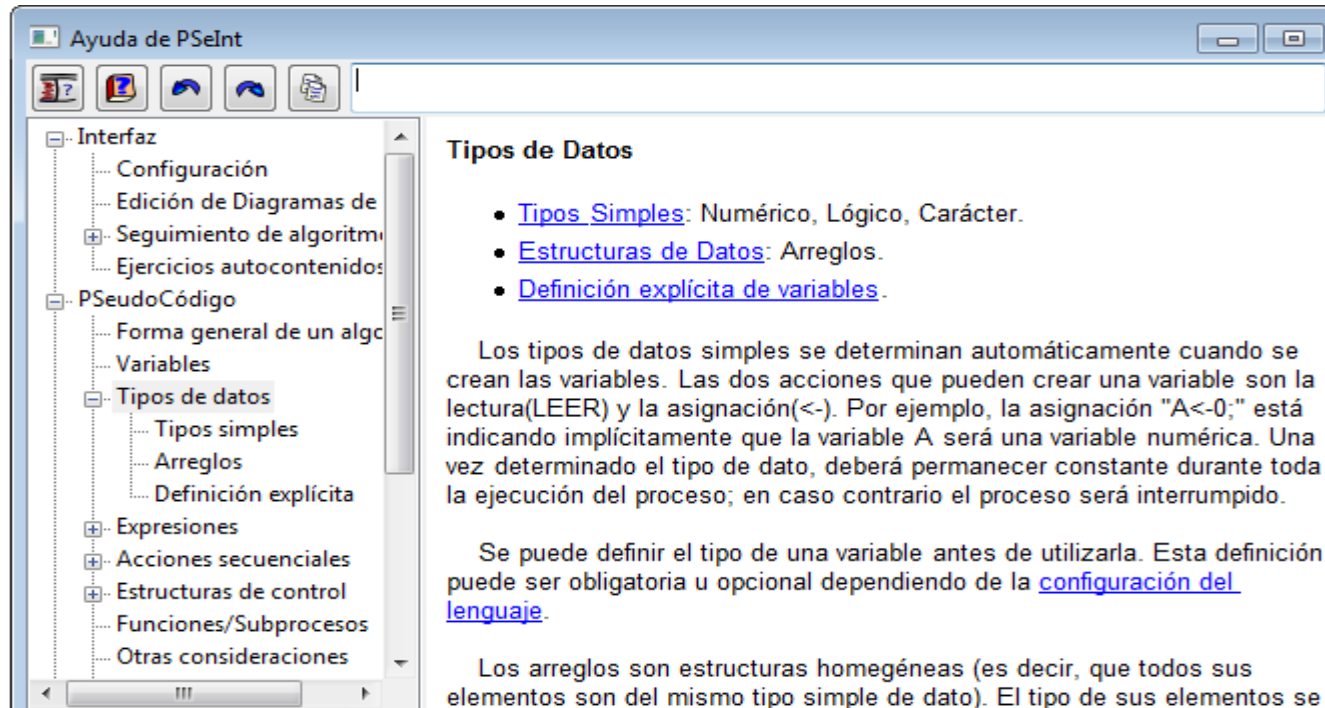 Ayuda de PSeInt
Interfaz
Configuración
Edición de Diagramas de
Seguimiento de algoritmo
Ejercicios autocontenidos
PSeudoCódigo
Forma general de un algo
Variables
Tipos de datos
Tipos simples
Arreglos
Definición explícita
Expresiones
Acciones secuenciales
Estructuras de control
Funciones/Subprocesos
Otras consideraciones
Tipos de Datos
• Tipos Simples: Numérico, Lógico, Carácter.
• Estructuras de Datos: Arreglos.
• Definición explícita de variables.
Los tipos de datos simples se determinan automáticamente cuando se
crean las variables. Las dos acciones que pueden crear una variable son la
lectura(LEER) y la asignación(<-). Por ejemplo, la asignación "A<-0;" está
indicando implícitamente que la variable A será una variable numérica. Una
vez determinado el tipo de dato, deberá permanecer constante durante toda
la ejecución del proceso; en caso contrario el proceso será interrumpido.
Se puede definir el tipo de una variable antes de utilizarla. Esta definición
puede ser obligatoria u opcional dependiendo de la configuración del
lenguaje.
Los arreglos son estructuras homegéneas (es decir, que todos sus
elementos son del mismo tipo simple de dato). El tipo de sus elementos se